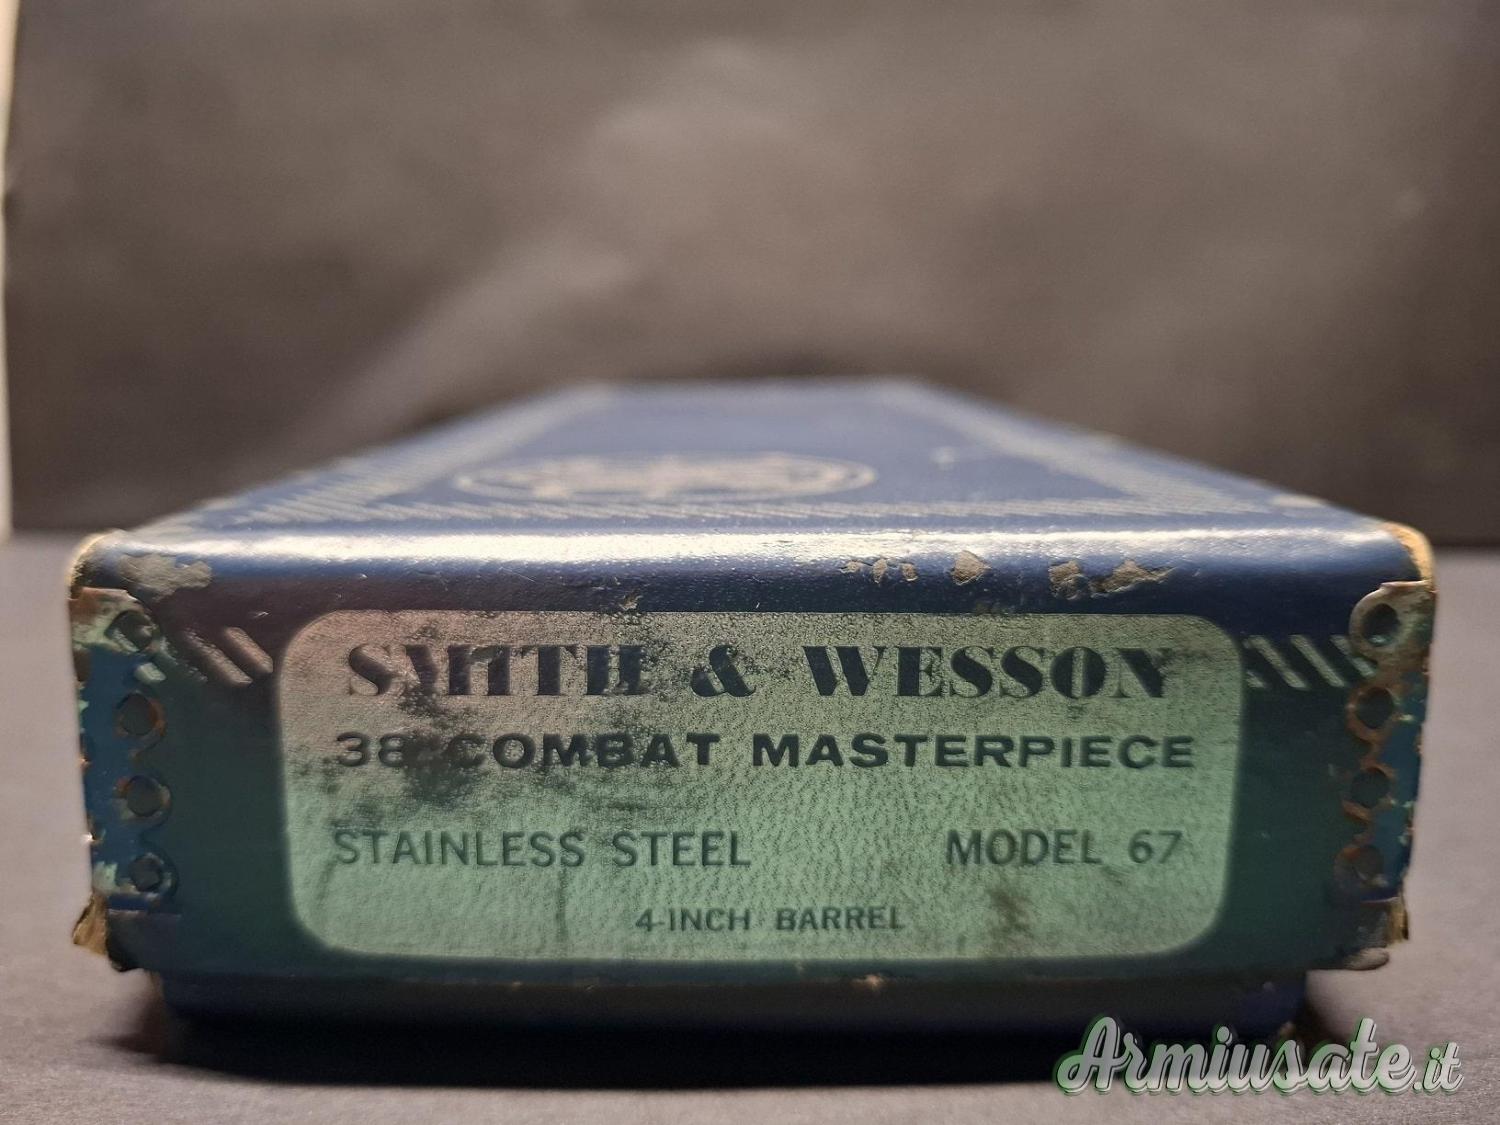 SMITH & WESSON
38 COMBAT MASTERPIECE
STAINLESS STEEL MODEL 67
4-INCH BARREL
Armiusate.it